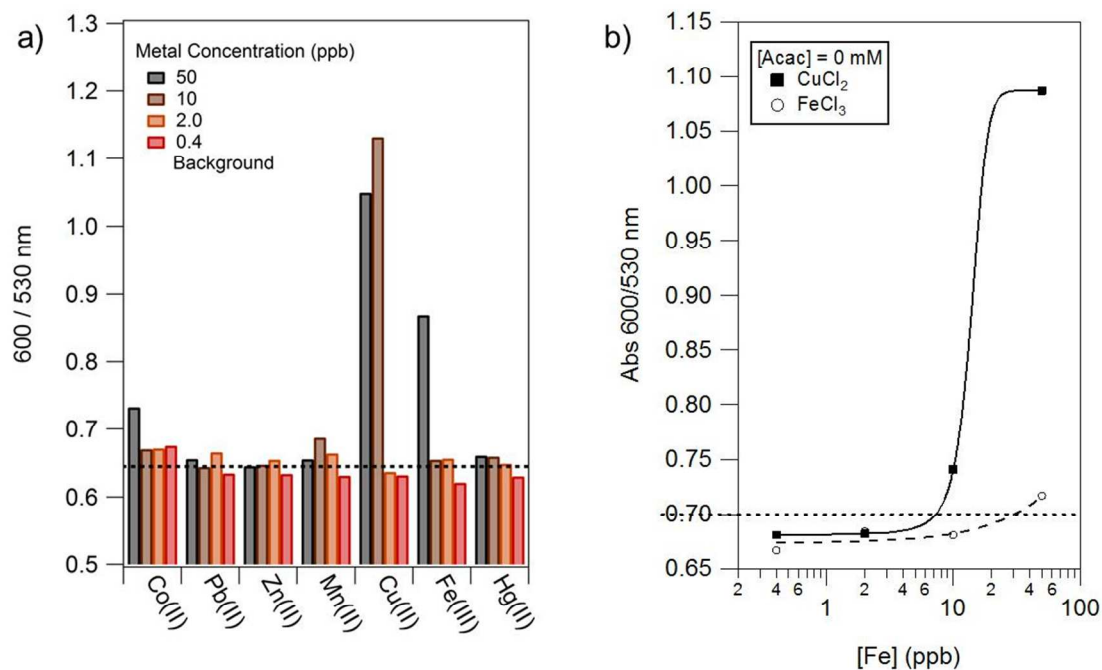 a)
Metal Concentration (ppb)
50
10
2.0
0.4
Background
600 / 530 nm
1.3
1.2
1.1
1.0
0.9
0.8
0.7
0.6
0.5
Co(II)
Pb(II)
Zn(II)
Mn(II)
Cu(II)
Fe(III)
Hg(II)
b)
[Acac] = 0 mM
CuCl₂
FeCl₃
Abs 600/530 nm
1.15
1.10
1.05
1.00
0.95
0.90
0.85
0.80
0.75
0.70
0.65
2 4 6 1 2 4 6 10 2 4 6 100
[Fe] (ppb)